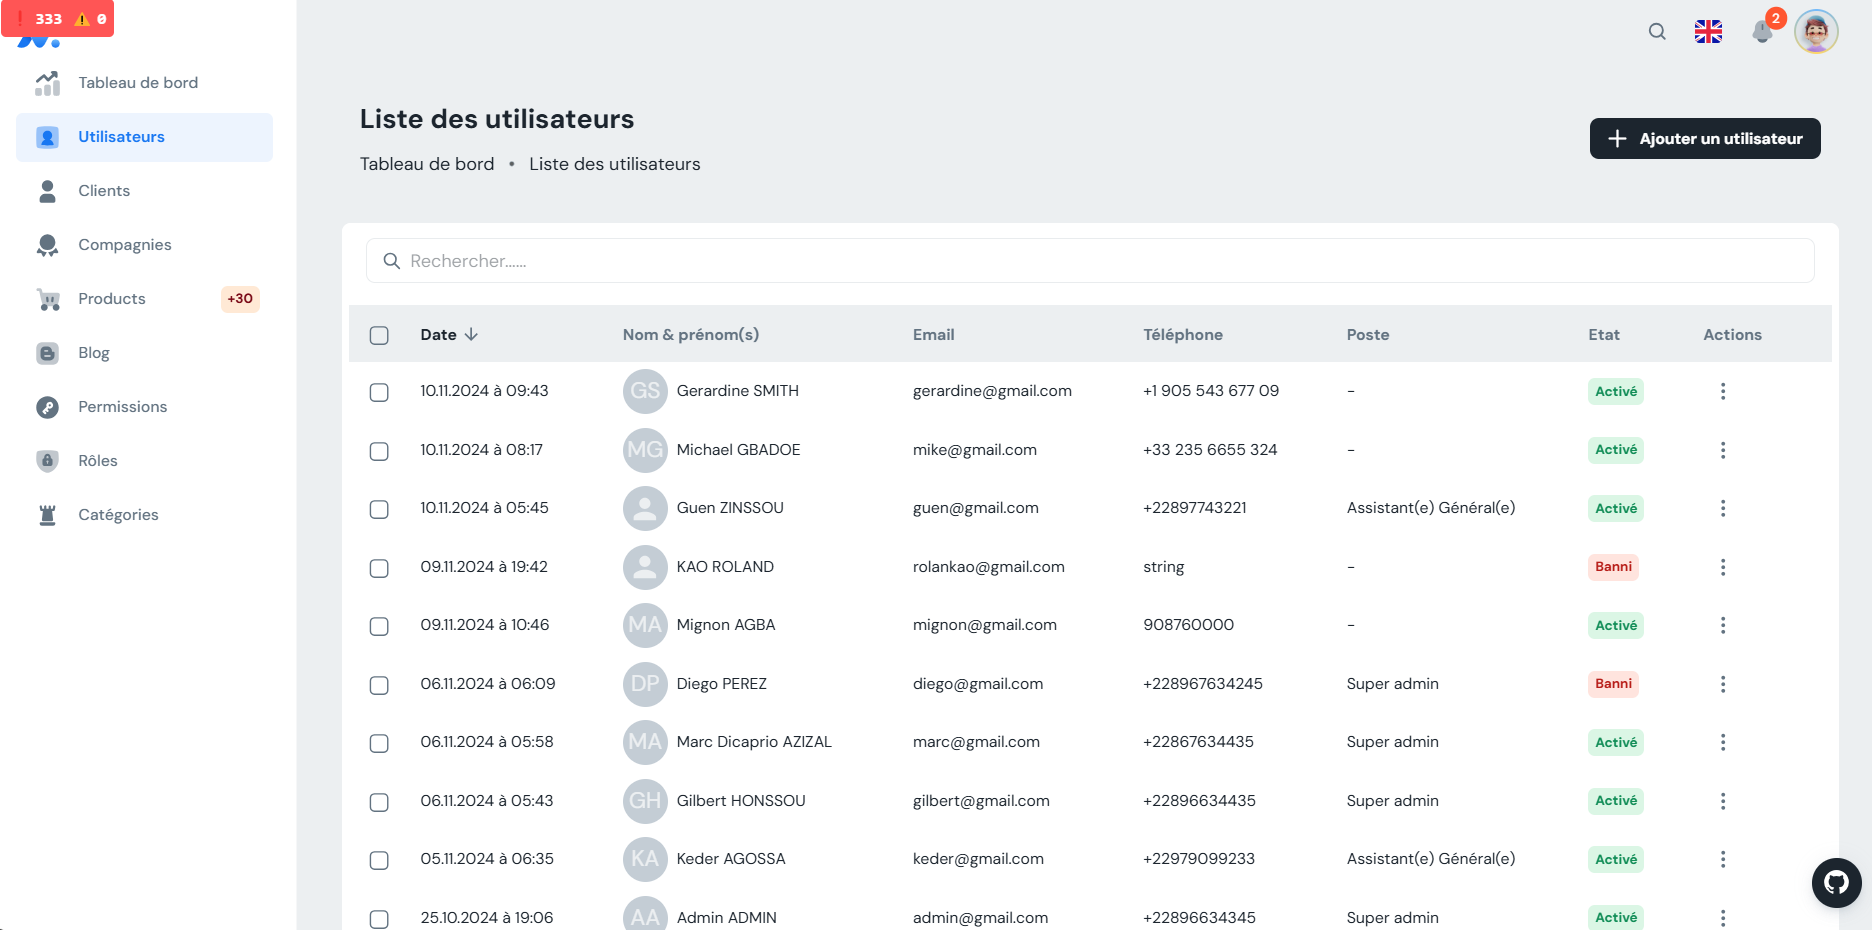 333 0
Tableau de bord
Utilisateurs
Clients
Compagnies
Products +30
Blog
Permissions
Rôles
Catégories
2
Liste des utilisateurs
Tableau de bord • Liste des utilisateurs
Ajouter un utilisateur
Rechercher......
Date Nom & prénom(s) Email Téléphone Poste Etat Actions
10.11.2024 à 09:43 GS Gerardine SMITH gerardine@gmail.com +1 905 543 677 09 - Activé
10.11.2024 à 08:17 MG Michael GBADOE mike@gmail.com +33 235 6655 324 - Activé
10.11.2024 à 05:45 Guen ZINSSOU guen@gmail.com +22897743221 Assistant(e) Général(e) Activé
09.11.2024 à 19:42 KAO ROLAND rolankao@gmail.com string - Banni
09.11.2024 à 10:46 MA Mignon AGBA mignon@gmail.com 908760000 - Activé
06.11.2024 à 06:09 DP Diego PEREZ diego@gmail.com +228967634245 Super admin Banni
06.11.2024 à 05:58 MA Marc Dicaprio AZIZAL marc@gmail.com +22867634435 Super admin Activé
06.11.2024 à 05:43 GH Gilbert HONSSOU gilbert@gmail.com +22896634435 Super admin Activé
05.11.2024 à 06:35 KA Keder AGOSSA keder@gmail.com +22979099233 Assistant(e) Général(e) Activé
25.10.2024 à 19:06 AA Admin ADMIN admin@gmail.com +22896634345 Super admin Activé